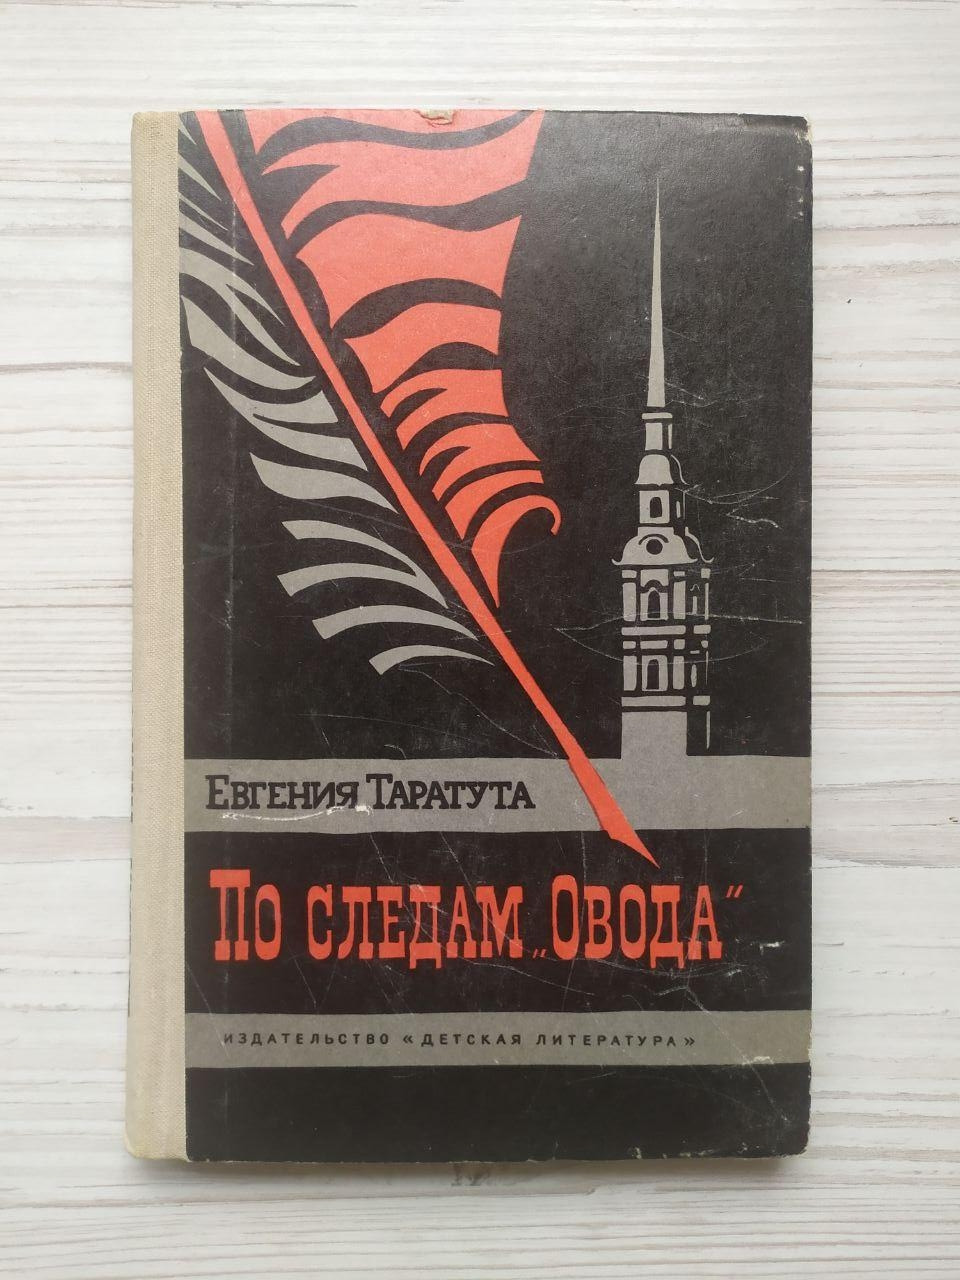 Евгения Таратута
По следам „Овода“
ИЗДАТЕЛЬСТВО «ДЕТСКАЯ ЛИТЕРАТУРА»